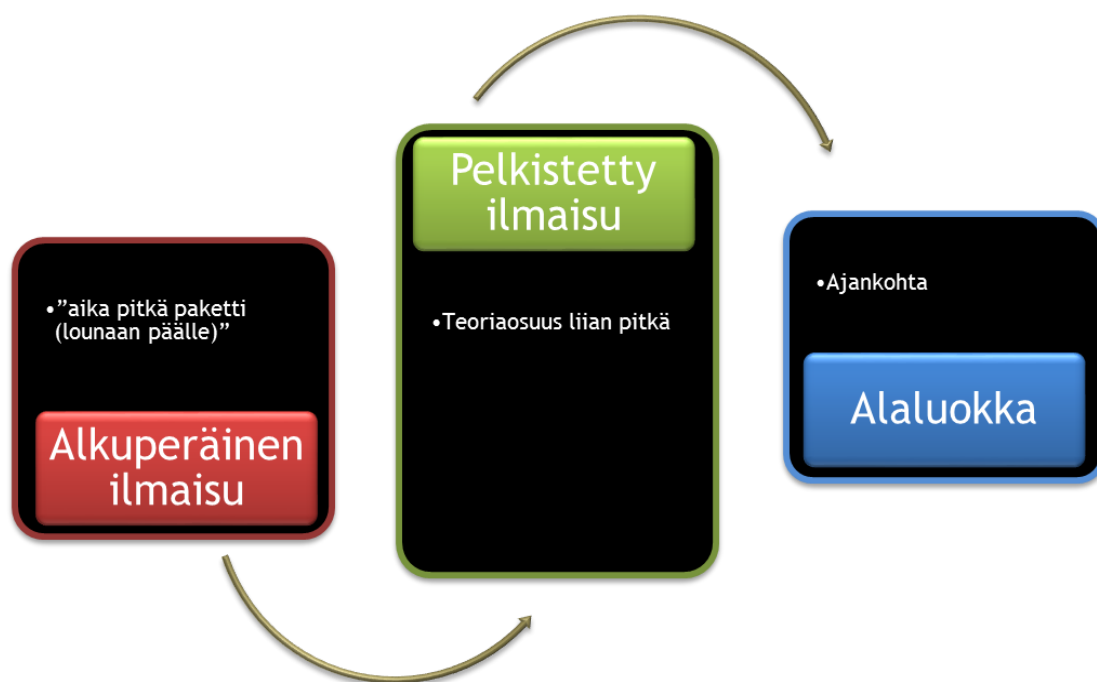 •”aika pitkä paketti
(lounaan päälle)”
Alkuperäinen
ilmaisu
Pelkistetty
ilmaisu
•Teoriaosuus liian pitkä
•Ajankohta
Alaluokka